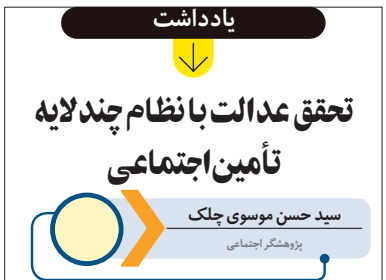 یادداشت
تحقق عدالت با نظام چندلایه
تأمین اجتماعی
سید حسن موسوی چلک
پژوهشگر اجتماعی